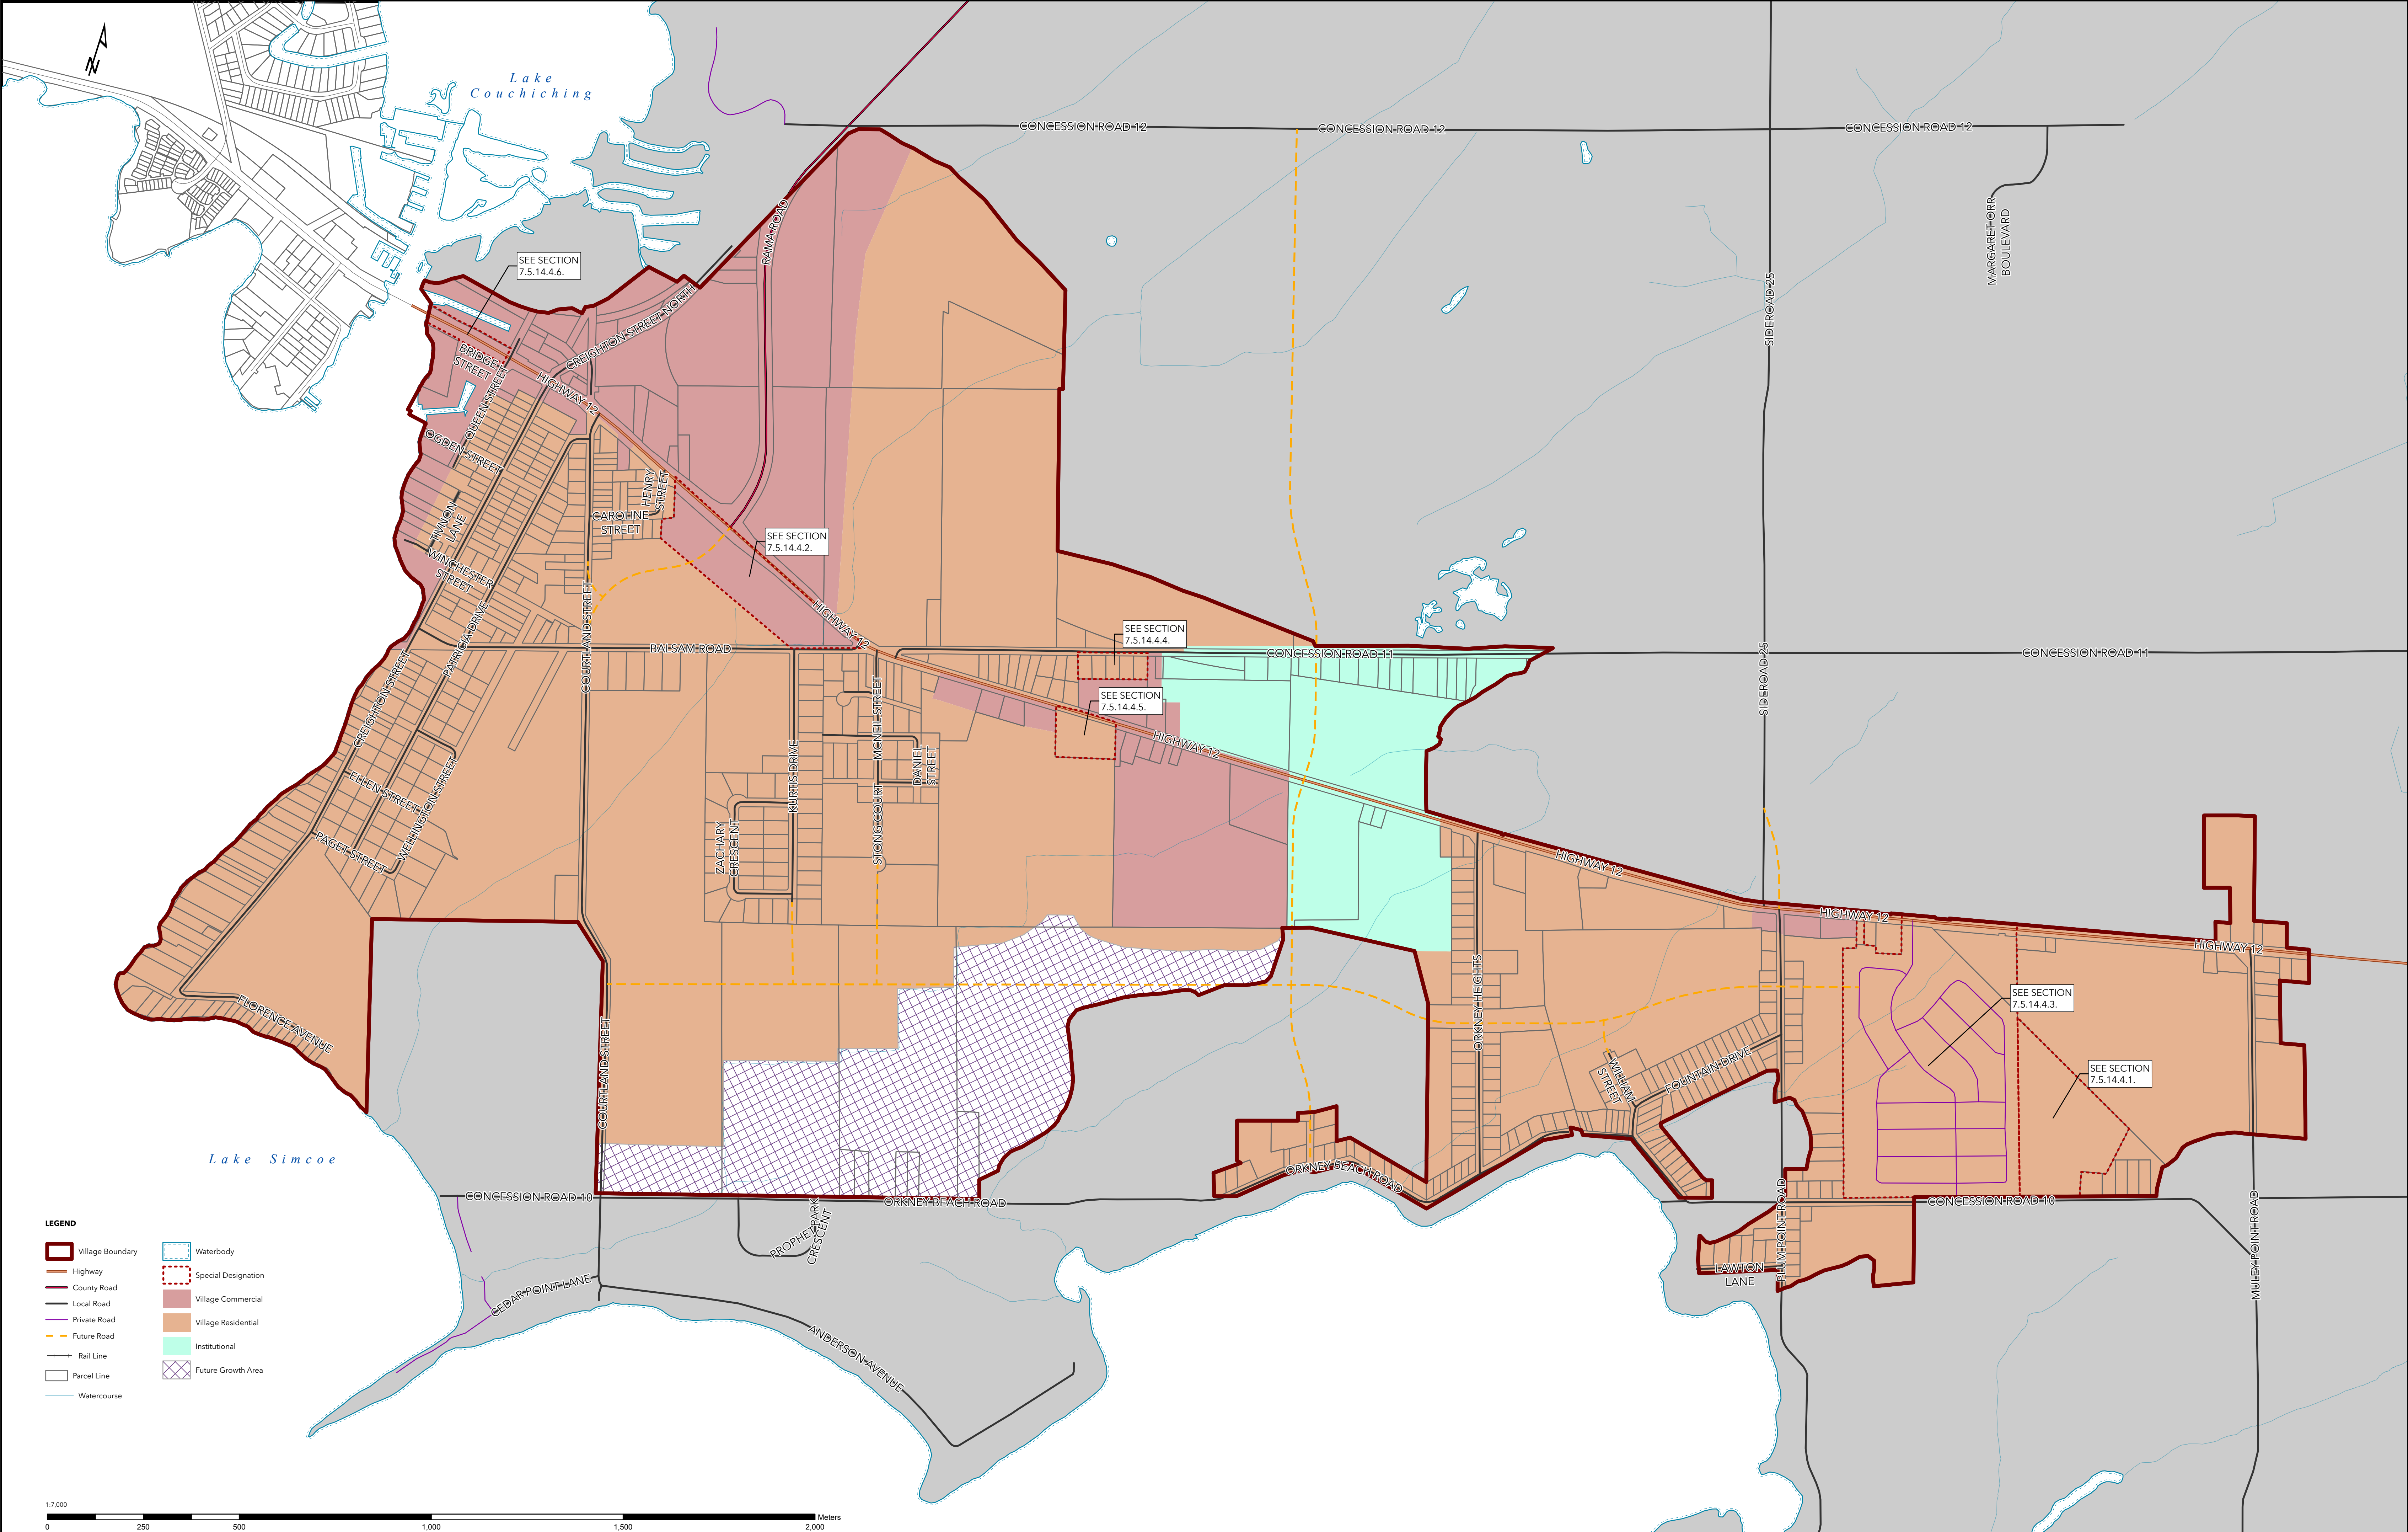 N
Lake
Couchiching
CONCESSION ROAD 12
CONCESSION ROAD 12
CONCESSION ROAD 12
MARGARET ORR
BOULEVARD
RAMA ROAD
SIDEROAD 25
SEE SECTION
7.5.14.4.6.
CREIGHTON STREET NORTH
BRIDGE
STREET
HIGHWAY 12
QUEEN STREET
OGDEN STREET
HENRY
STREET
CAROLINE
STREET
TIVNON
LANE
WINCHESTER
STREET
SEE SECTION
7.5.14.4.2.
HIGHWAY 12
COURTLAND STREET
PATRICIA DRIVE
BALSAM ROAD
SEE SECTION
7.5.14.4.4.
CONCESSION ROAD 11
SIDEROAD 25
CONCESSION ROAD 11
CREIGHTON STREET
MCNEIL STREET
SEE SECTION
7.5.14.4.5.
HIGHWAY 12
KURTIS DRIVE
DANIEL
STREET
ELLEN STREET
WELLINGTON STREET
PAGET STREET
ZACHARY
CRESCENT
STONG COURT
HIGHWAY 12
HIGHWAY 12
HIGHWAY 12
ORKNEY HEIGHTS
SEE SECTION
7.5.14.4.3.
FLORENCE AVENUE
COURTLAND STREET
WILLIAM
STREET
FOUNTAIN DRIVE
SEE SECTION
7.5.14.4.1.
Lake Simcoe
ORKNEY BEACH ROAD
CONCESSION ROAD 10
ORKNEY BEACH ROAD
PROPHET PARK
CRESCENT
PLUM POINT ROAD
CONCESSION ROAD 10
MULEY POINT ROAD
LAWTON
LANE
CEDAR POINT LANE
ANDERSON AVENUE
LEGEND
Village Boundary
Highway
County Road
Local Road
Private Road
Future Road
Rail Line
Parcel Line
Watercourse
Waterbody
Special Designation
Village Commercial
Village Residential
Institutional
Future Growth Area
1:7,000
Meters
0 250 500 1,000 1,500 2,000